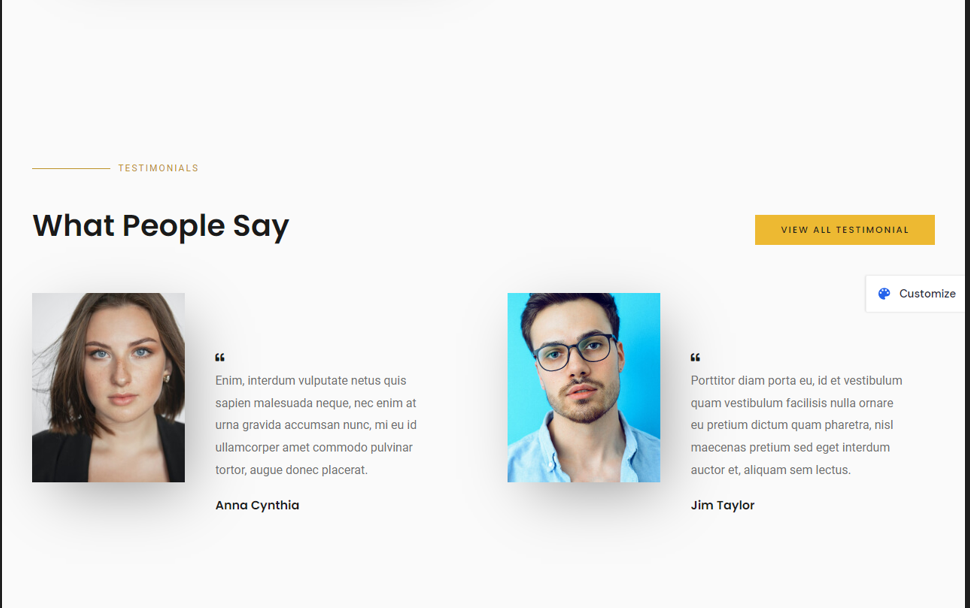 TESTIMONIALS
What People Say
VIEW ALL TESTIMONIAL
Customize
“
Enim, interdum vulputate netus quis
sapien malesuada neque, nec enim at
urna gravida accumsan nunc, mi eu id
ullamcorper amet commodo pulvinar
tortor, augue donec placerat.
Anna Cynthia
“
Porttitor diam porta eu, id et vestibulum
quam vestibulum facilisis nulla ornare
eu pretium dictum quam pharetra, nisl
maecenas pretium sed eget interdum
auctor et, aliquam sem lectus.
Jim Taylor